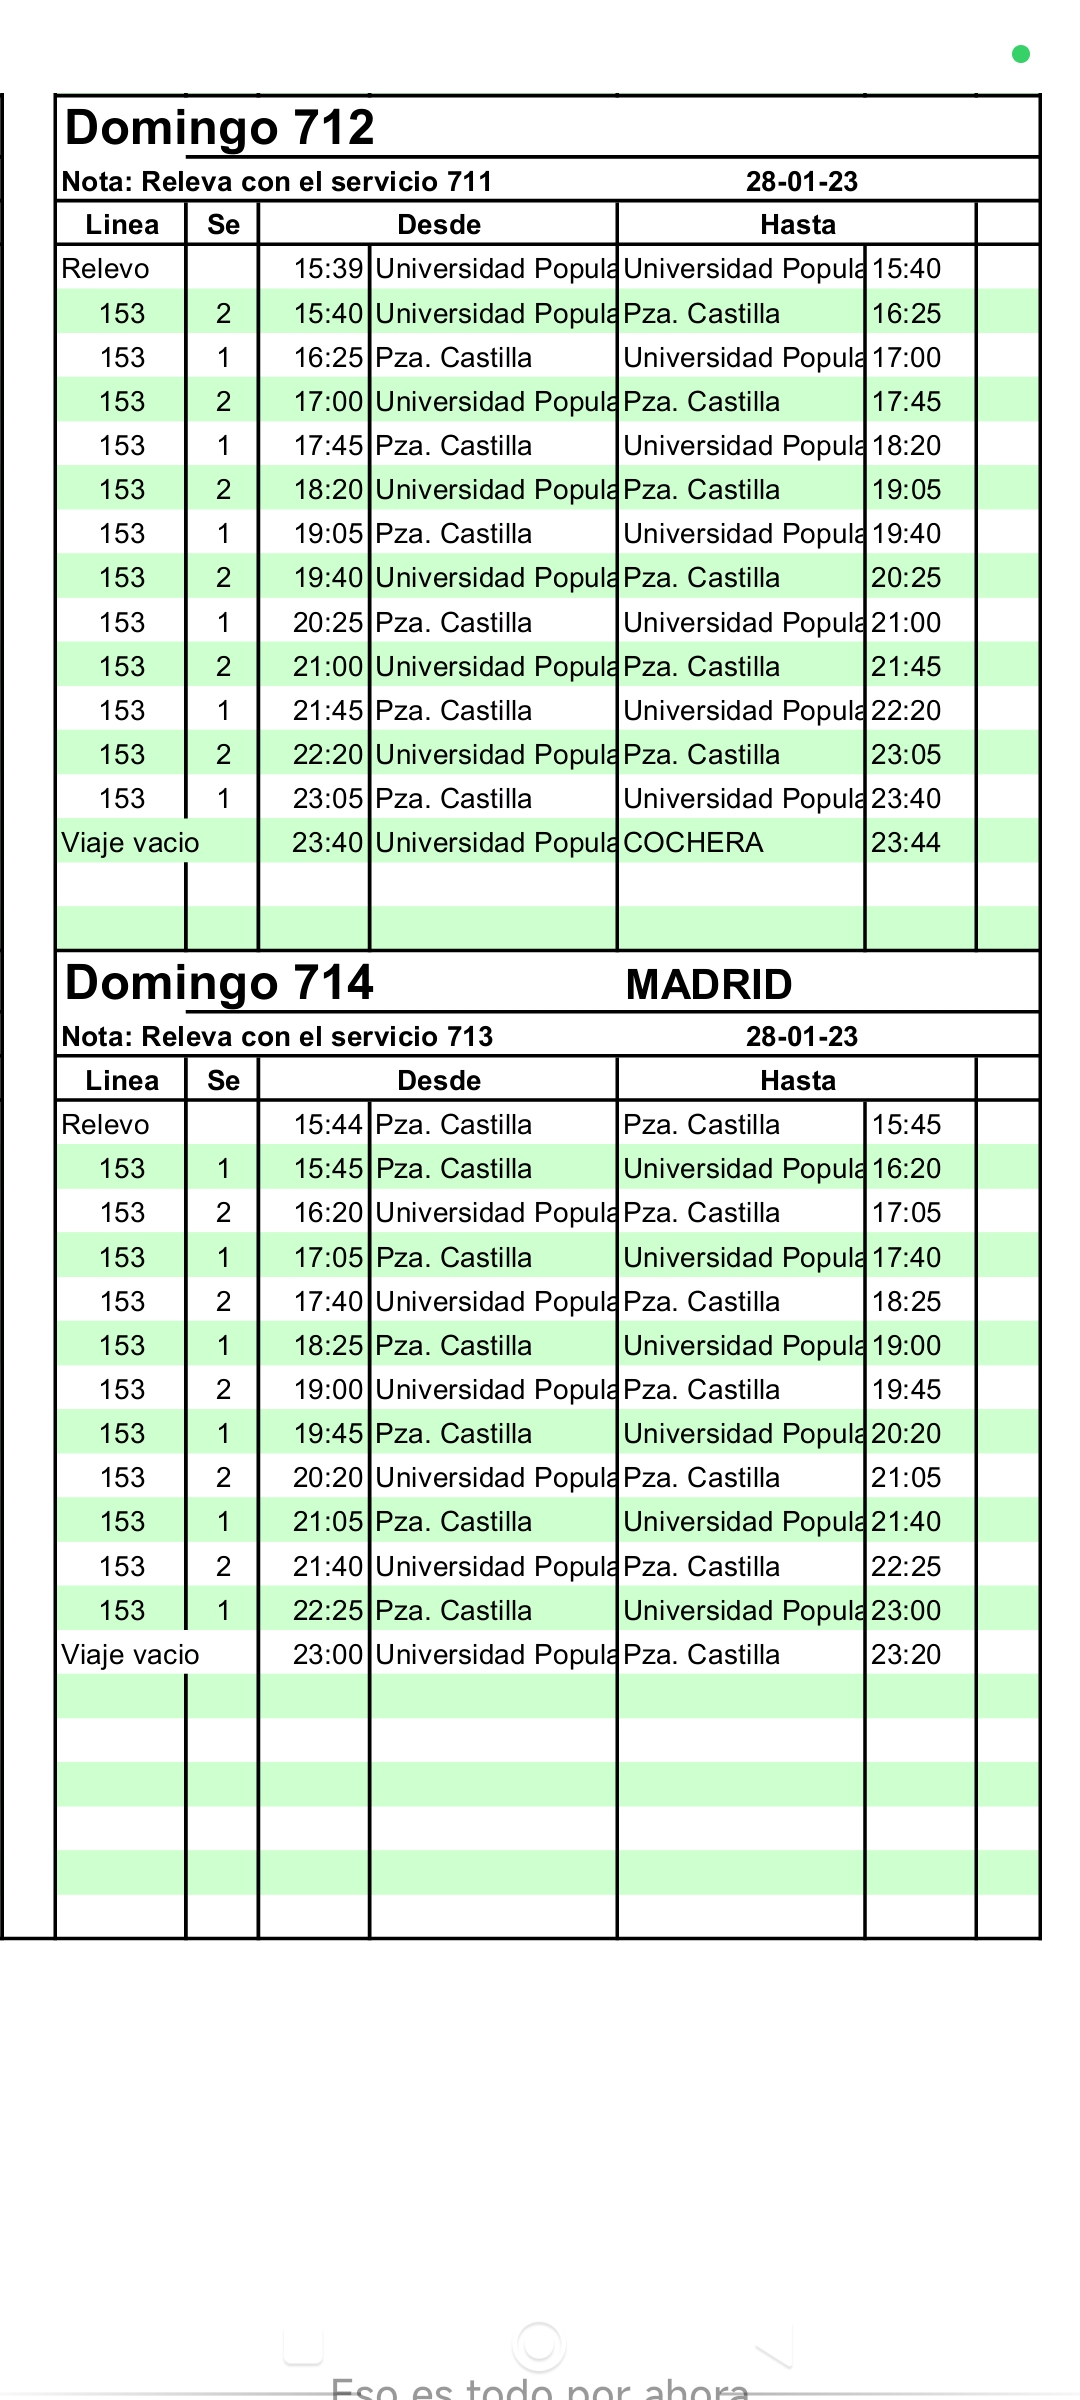 Domingo 712
Nota: Releva con el servicio 711 28-01-23
Linea Se Desde Hasta
Relevo 15:39 Universidad Popula Universidad Popula 15:40
153 2 15:40 Universidad Popula Pza. Castilla 16:25
153 1 16:25 Pza. Castilla Universidad Popula 17:00
153 2 17:00 Universidad Popula Pza. Castilla 17:45
153 1 17:45 Pza. Castilla Universidad Popula 18:20
153 2 18:20 Universidad Popula Pza. Castilla 19:05
153 1 19:05 Pza. Castilla Universidad Popula 19:40
153 2 19:40 Universidad Popula Pza. Castilla 20:25
153 1 20:25 Pza. Castilla Universidad Popula 21:00
153 2 21:00 Universidad Popula Pza. Castilla 21:45
153 1 21:45 Pza. Castilla Universidad Popula 22:20
153 2 22:20 Universidad Popula Pza. Castilla 23:05
153 1 23:05 Pza. Castilla Universidad Popula 23:40
Viaje vacio 23:40 Universidad Popula COCHERA 23:44
Domingo 714 MADRID
Nota: Releva con el servicio 713 28-01-23
Linea Se Desde Hasta
Relevo 15:44 Pza. Castilla Pza. Castilla 15:45
153 1 15:45 Pza. Castilla Universidad Popula 16:20
153 2 16:20 Universidad Popula Pza. Castilla 17:05
153 1 17:05 Pza. Castilla Universidad Popula 17:40
153 2 17:40 Universidad Popula Pza. Castilla 18:25
153 1 18:25 Pza. Castilla Universidad Popula 19:00
153 2 19:00 Universidad Popula Pza. Castilla 19:45
153 1 19:45 Pza. Castilla Universidad Popula 20:20
153 2 20:20 Universidad Popula Pza. Castilla 21:05
153 1 21:05 Pza. Castilla Universidad Popula 21:40
153 2 21:40 Universidad Popula Pza. Castilla 22:25
153 1 22:25 Pza. Castilla Universidad Popula 23:00
Viaje vacio 23:00 Universidad Popula Pza. Castilla 23:20
Eso es todo por ahora